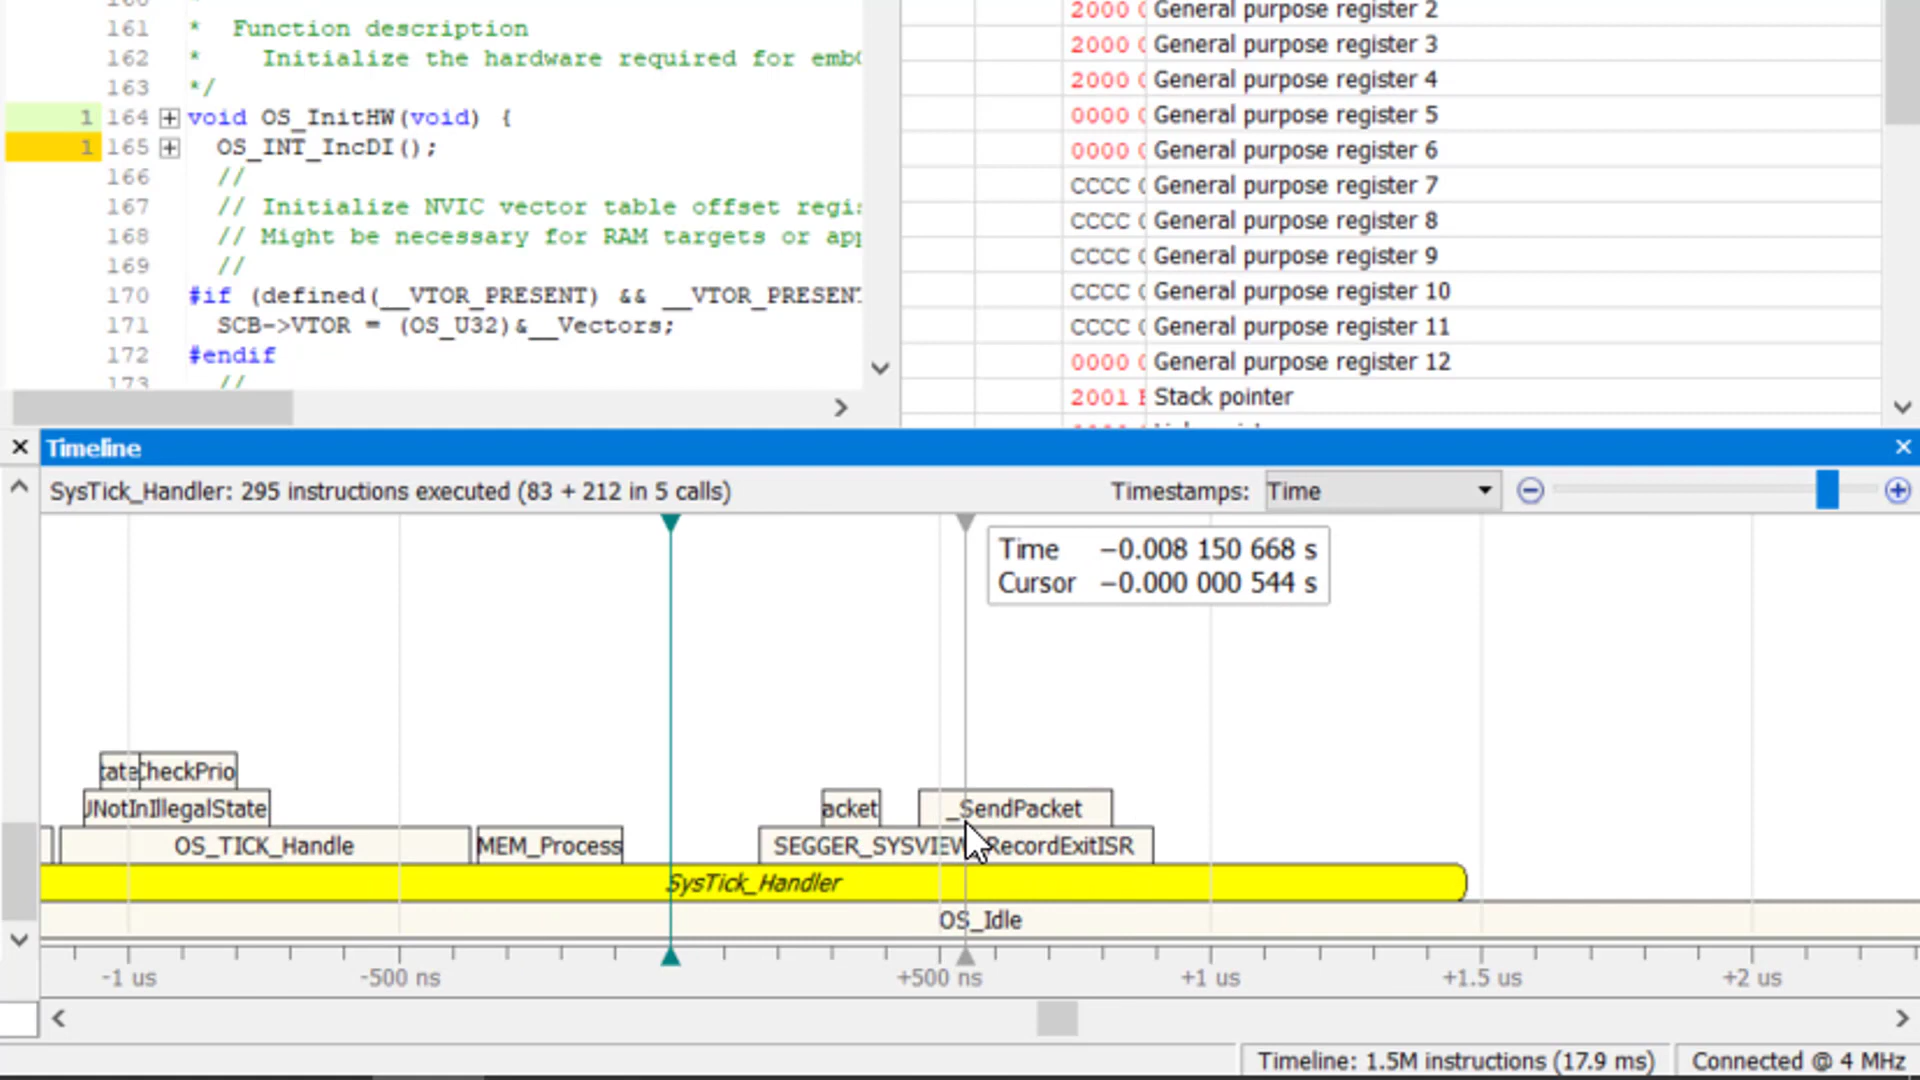 161 * Function description
162 * Initialize the hardware required for emb
163 */
1 164 void OS_InitHW(void) {
1 165 OS_INT_IncDI();
166 //
167 // Initialize NVIC vector table offset regi
168 // Might be necessary for RAM targets or app
169 //
170 #if (defined(__VTOR_PRESENT) && __VTOR_PRESENT
171 SCB->VTOR = (OS_U32)&__Vectors;
172 #endif
173 //
2000 General purpose register 2
2000 General purpose register 3
2000 General purpose register 4
0000 General purpose register 5
0000 General purpose register 6
CCCC General purpose register 7
CCCC General purpose register 8
CCCC General purpose register 9
CCCC General purpose register 10
CCCC General purpose register 11
0000 General purpose register 12
2001 Stack pointer
Timeline
SysTick_Handler: 295 instructions executed (83 + 212 in 5 calls)
Timestamps: Time
Time −0.008 150 668 s
Cursor −0.000 000 544 s
tate CheckPrio
JNotInIllegalState acket _SendPacket
OS_TICK_Handle MEM_Process SEGGER_SYSVIEW_RecordExitISR
SysTick_Handler
OS_Idle
-1 us -500 ns +500 ns +1 us +1.5 us +2 us
Timeline: 1.5M instructions (17.9 ms) Connected @ 4 MHz